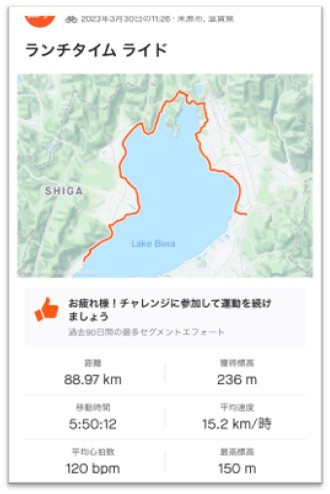 2023年3月30日の11:26・米原市, 滋賀県
ランチタイム ライド
SHIGA
Lake Biwa
お疲れ様！チャレンジに参加して運動を続け
ましょう
過去90日間の最多セグメントエフォート
距離 獲得標高
88.97 km 236 m
移動時間 平均速度
5:50:12 15.2 km/時
平均心拍数 最高標高
120 bpm 150 m